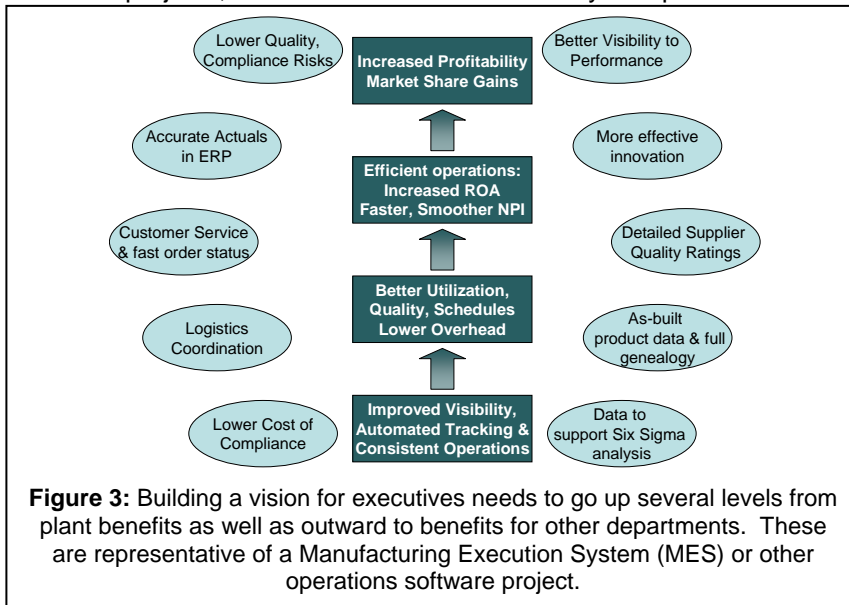 Lower Quality,
Compliance Risks
Increased Profitability
Market Share Gains
Better Visibility to
Performance
Accurate Actuals
in ERP
More effective
innovation
Efficient operations:
Increased ROA
Faster, Smoother NPI
Customer Service
& fast order status
Detailed Supplier
Quality Ratings
Better Utilization,
Quality, Schedules
Lower Overhead
Logistics
Coordination
As-built
product data & full
genealogy
Lower Cost of
Compliance
Improved Visibility,
Automated Tracking &
Consistent Operations
Data to
support Six Sigma
analysis
Figure 3: Building a vision for executives needs to go up several levels from
plant benefits as well as outward to benefits for other departments. These
are representative of a Manufacturing Execution System (MES) or other
operations software project.